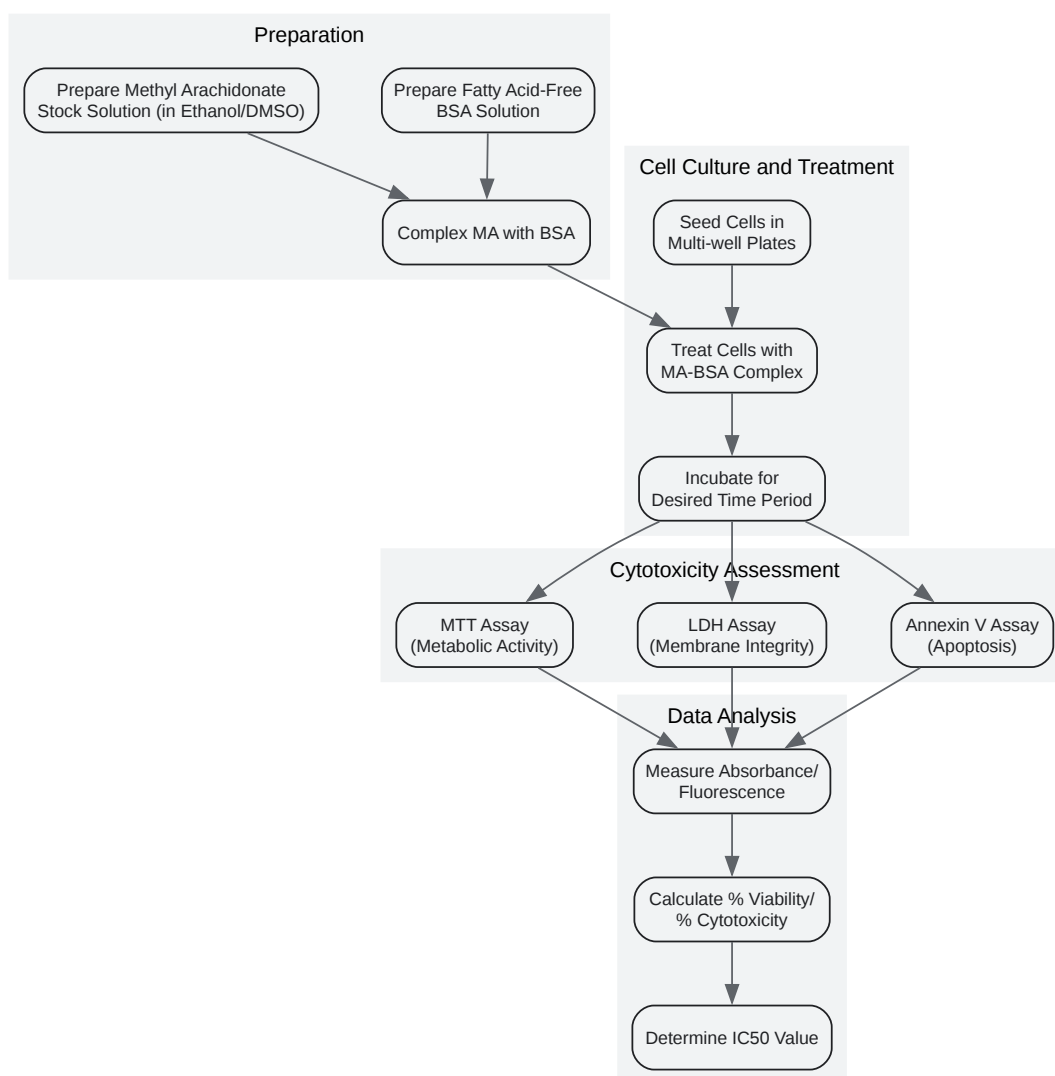 Preparation
Prepare Methyl Arachidonate
Stock Solution (in Ethanol/DMSO)
Prepare Fatty Acid-Free
BSA Solution
Complex MA with BSA
Cell Culture and Treatment
Seed Cells in
Multi-well Plates
Treat Cells with
MA-BSA Complex
Incubate for
Desired Time Period
Cytotoxicity Assessment
MTT Assay
(Metabolic Activity)
LDH Assay
(Membrane Integrity)
Annexin V Assay
(Apoptosis)
Data Analysis
Measure Absorbance/
Fluorescence
Calculate % Viability/
% Cytotoxicity
Determine IC50 Value